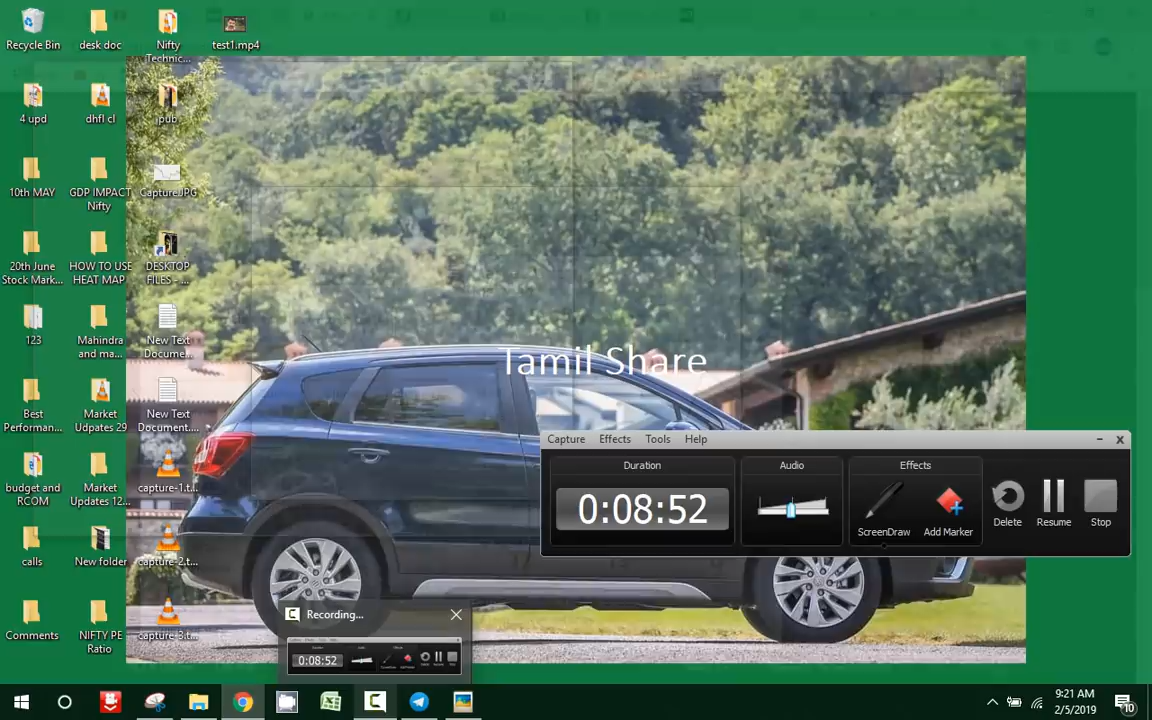 Recycle Bin
desk doc
Nifty
Technic...
test1.mp4
4 upd
dhfl cl
pub
10th MAY
GDP IMPACT
Nifty
Capture.JPG
20th June
Stock Mark...
HOW TO USE
HEAT MAP
DESKTOP
FILES - ...
123
Mahindra
and ma...
New Text
Docume...
Best
Performan...
Market
Udpates 29
New Text
Document....
budget and
RCOM
Market
Updates 12...
capture-1.t...
calls
New folder
capture-2.t...
Comments
NIFTY PE
Ratio
capture-3.t...
Tamil Share
Capture Effects Tools Help
Duration
Audio
Effects
0:08:52
ScreenDraw
Add Marker
Delete
Resume
Stop
Recording...
0:08:52
9:21 AM
2/5/2019
10